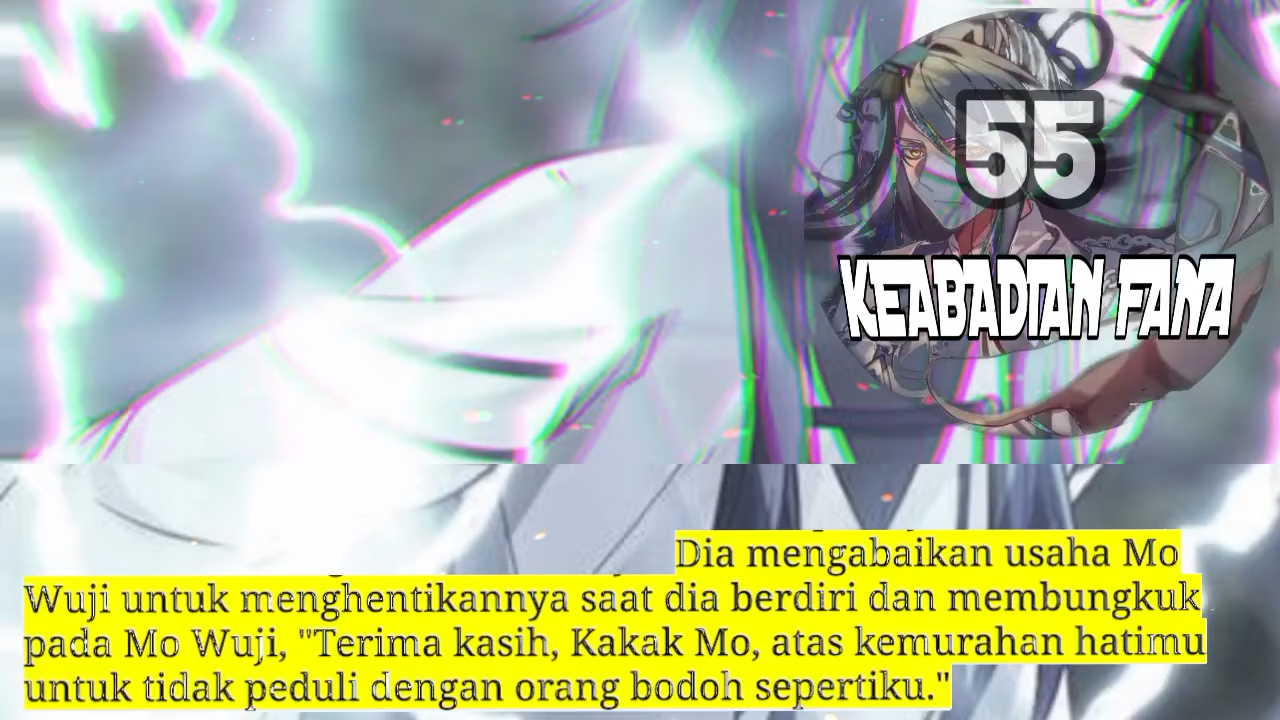 55
KEABADIAN FANA
Dia mengabaikan usaha Mo
Wuji untuk menghentikannya saat dia berdiri dan membungkuk
pada Mo Wuji, "Terima kasih, Kakak Mo, atas kemurahan hatimu
untuk tidak peduli dengan orang bodoh sepertiku."